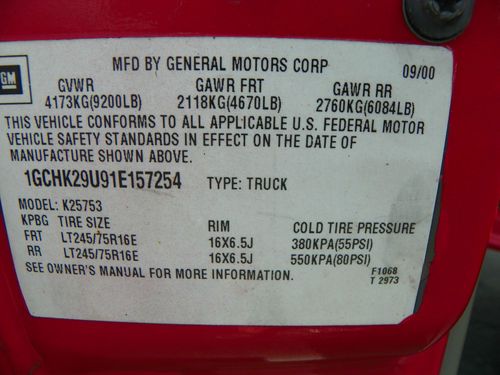 MFD BY GENERAL MOTORS CORP 09/00
GM
GVWR GAWR FRT GAWR RR
4173KG(9200LB) 2118KG(4670LB) 2760KG(6084LB)
THIS VEHICLE CONFORMS TO ALL APPLICABLE U.S. FEDERAL MOTOR
VEHICLE SAFETY STANDARDS IN EFFECT ON THE DATE OF
MANUFACTURE SHOWN ABOVE.
1GCHK29U91E157254 TYPE: TRUCK
MODEL: K25753
KPBG TIRE SIZE RIM COLD TIRE PRESSURE
FRT LT245/75R16E 16X6.5J 380KPA(55PSI)
RR LT245/75R16E 16X6.5J 550KPA(80PSI)
SEE OWNER'S MANUAL FOR MORE INFORMATION.
F1068
T 2973